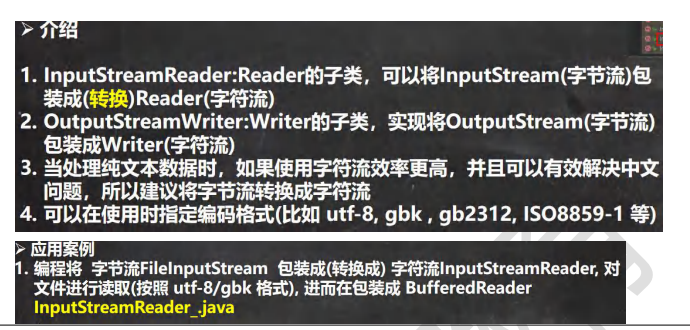 ➢ 介绍
1. InputStreamReader:Reader的子类，可以将InputStream(字节流)包
装成(转换)Reader(字符流)
2. OutputStreamWriter:Writer的子类，实现将OutputStream(字节流)
包装成Writer(字符流)
3. 当处理纯文本数据时，如果使用字符流效率更高，并且可以有效解决中文
问题，所以建议将字节流转换成字符流
4. 可以在使用时指定编码格式(比如 utf-8, gbk , gb2312, ISO8859-1 等)
➢ 应用案例
1. 编程将 字节流FileInputStream 包装成(转换成) 字符流InputStreamReader, 对
文件进行读取(按照 utf-8/gbk 格式), 进而在包装成 BufferedReader
InputStreamReader_.java